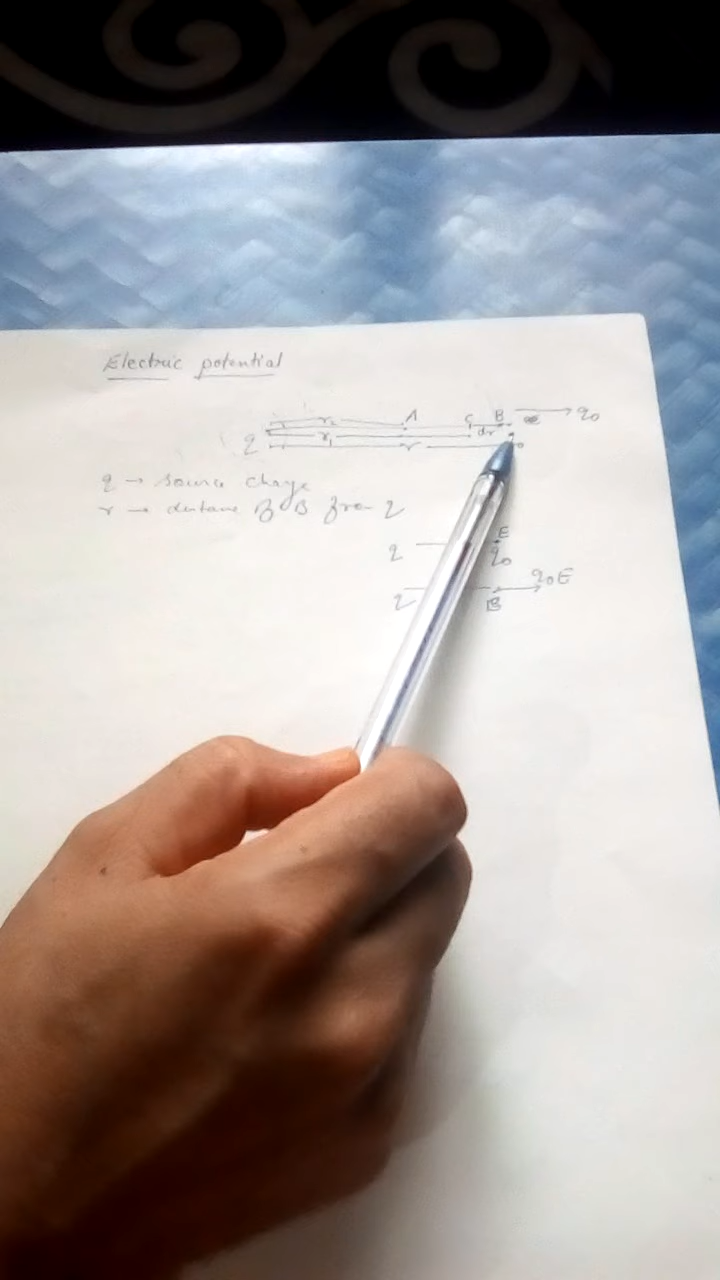 Electric potential
r₂ A C B q₀
r₁ dr
q r
q → source charge
r → distance of B from q
E
q q₀
q₀E
q B